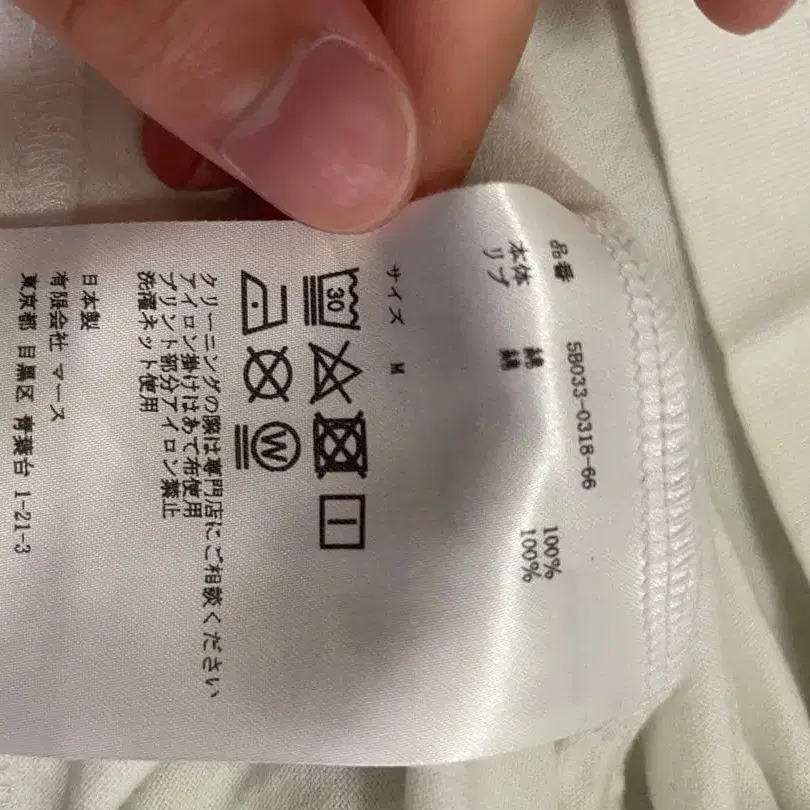 品番 SB033-0318-66
本体 綿 100%
リブ 綿 100%
サイズ M
30
W
クリーニングの際は専門店にご相談ください
アイロン掛けはあて布使用
プリント部分アイロン禁止
洗濯ネット使用
日本製
有限会社 マース
東京都 目黒区 青葉台 1-21-3